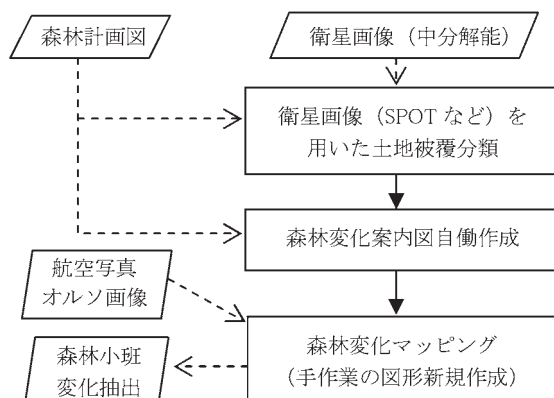 森林計画図
衛星画像（中分解能）
衛星画像（SPOT など）を
用いた土地被覆分類
森林変化案内図自働作成
航空写真
オルソ画像
森林変化マッピング
（手作業の図形新規作成）
森林小班
変化抽出